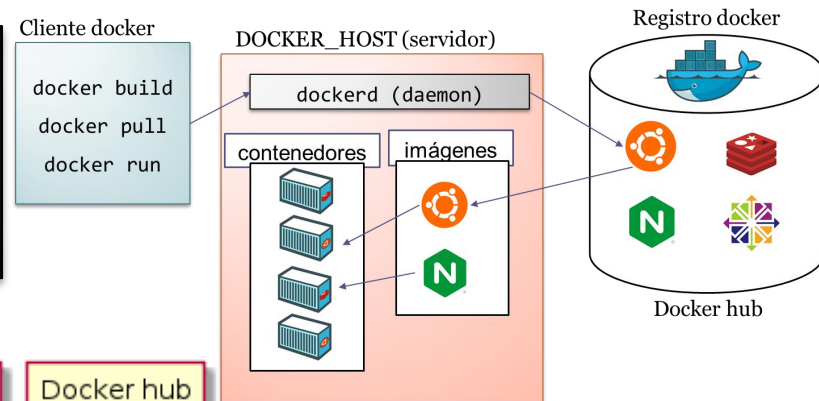 Cliente docker
docker build
docker pull
docker run
DOCKER_HOST (servidor)
dockerd (daemon)
contenedores
imágenes
Registro docker
N
N
Docker hub
Docker hub